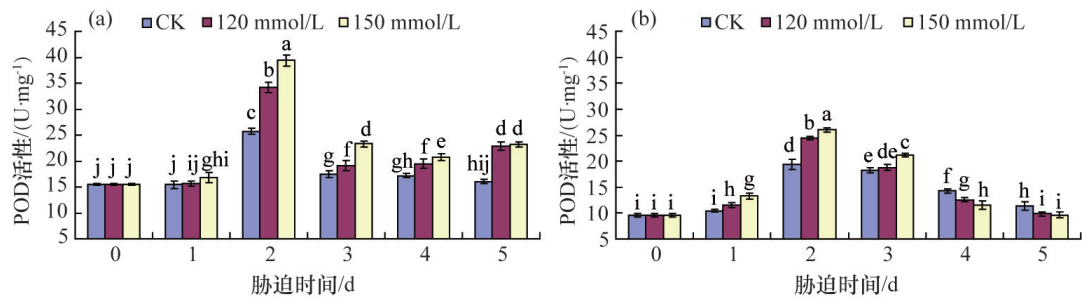 (a) CK 120 mmol/L 150 mmol/L
POD活性/(U·mg⁻¹)
45
40
35
30
25
20
15
10
5
j j j
j ij ghi
c b a
g f d
gh f e
hij d d
0 1 2 3 4 5
胁迫时间/d
(b) CK 120 mmol/L 150 mmol/L
POD活性/(U·mg⁻¹)
45
40
35
30
25
20
15
10
5
i i i
i h g
d b a
e de c
f g h
h i i
0 1 2 3 4 5
胁迫时间/d